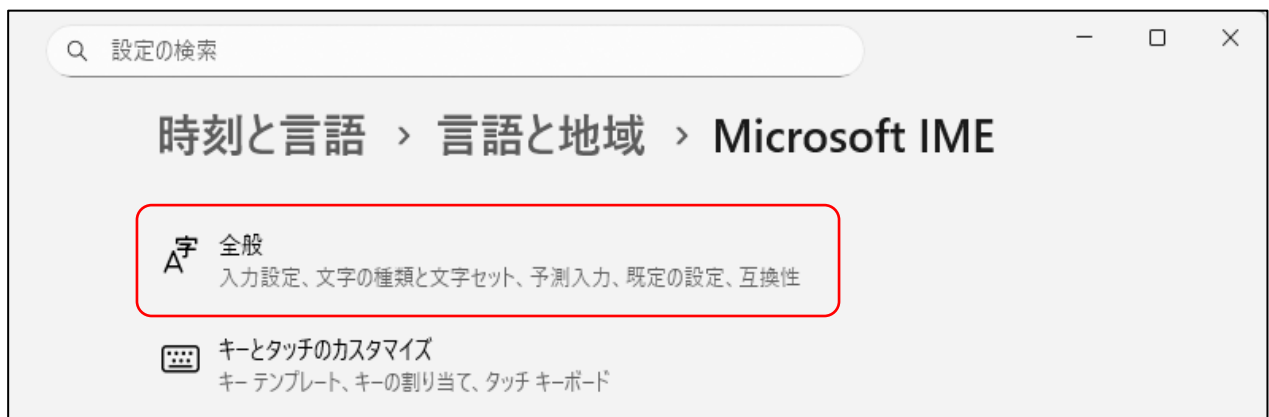 設定の検索
時刻と言語 › 言語と地域 › Microsoft IME
全般
入力設定、文字の種類と文字セット、予測入力、既定の設定、互換性
キーとタッチのカスタマイズ
キー テンプレート、キーの割り当て、タッチ キーボード